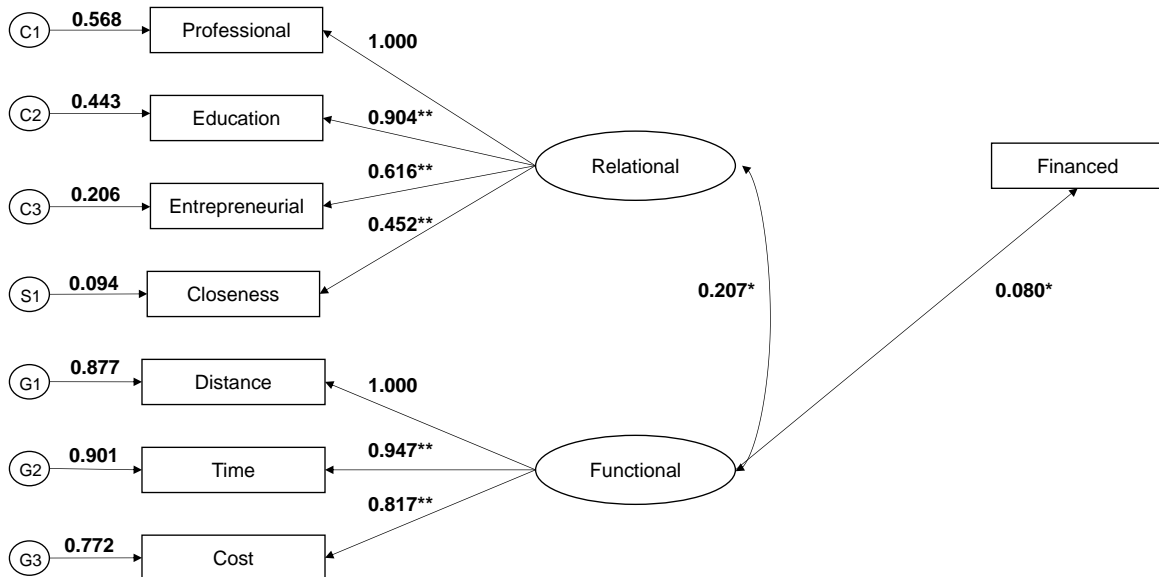 C1
0.568
Professional
1.000
C2
0.443
Education
0.904**
Relational
Financed
0.616**
C3
0.206
Entrepreneurial
0.452**
S1
0.094
Closeness
0.207*
0.080*
G1
0.877
Distance
1.000
G2
0.901
Time
0.947**
Functional
0.817**
G3
0.772
Cost